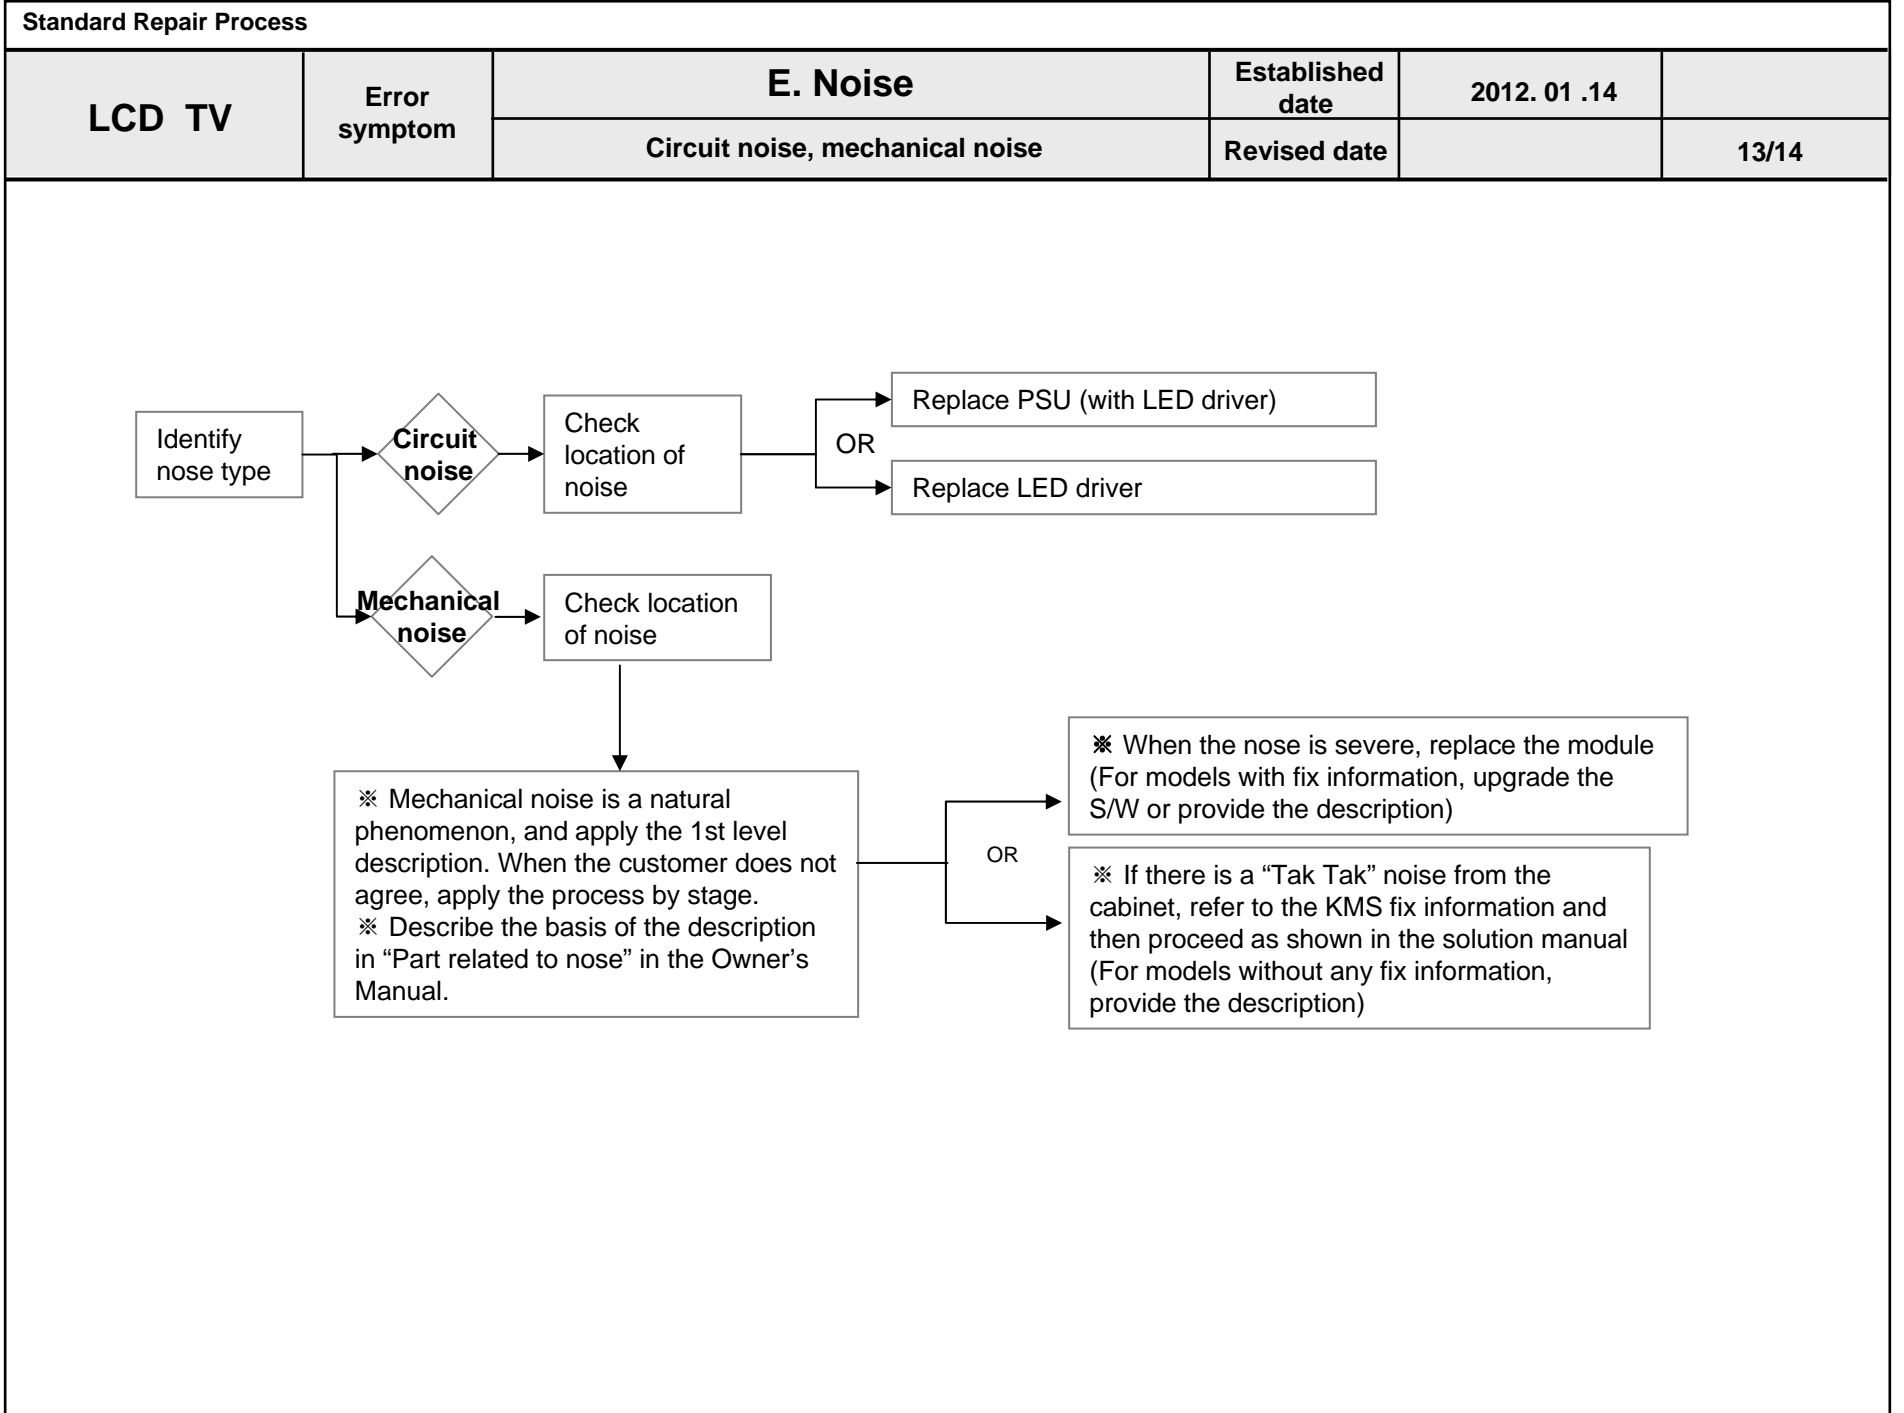 Standard Repair Process
LCD TV
Error
symptom
E. Noise
Established
date
2012. 01 .14
Circuit noise, mechanical noise
Revised date
13/14
Identify
nose type
Circuit
noise
Check
location of
noise
OR
Replace PSU (with LED driver)
Replace LED driver
Mechanical
noise
Check location
of noise
※ Mechanical noise is a natural
phenomenon, and apply the 1st level
description. When the customer does not
agree, apply the process by stage.
※ Describe the basis of the description
in “Part related to nose” in the Owner’s
Manual.
OR
※ When the nose is severe, replace the module
(For models with fix information, upgrade the
S/W or provide the description)
※ If there is a “Tak Tak” noise from the
cabinet, refer to the KMS fix information and
then proceed as shown in the solution manual
(For models without any fix information,
provide the description)